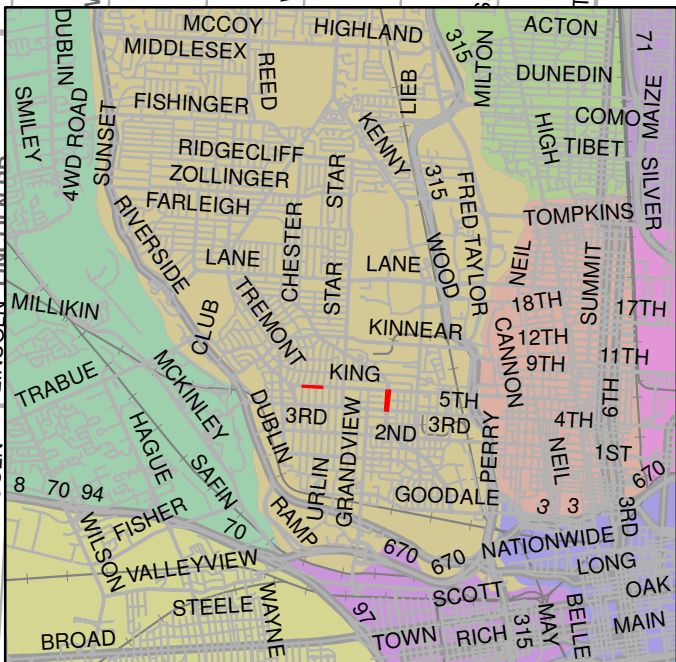 MCCOY
HIGHLAND
ACTON
DUBLIN
MIDDLESEX
315
71
REED
MILTON
DUNEDIN
SMILEY
4WD ROAD
FISHINGER
LIEB
MAIZE
COMO
SUNSET
KENNY
HIGH
TIBET
RIDGECLIFF
ZOLLINGER
STAR
315
FRED TAYLOR
SILVER
FARLEIGH
TOMPKINS
RIVERSIDE
CHESTER
LANE
LANE
WOOD
NEIL
SUMMIT
STAR
MILLIKIN
TREMONT
18TH
17TH
CLUB
KINNEAR
CANNON
12TH
TRABUE
MCKINLEY
KING
9TH
11TH
DUBLIN
5TH
6TH
3RD
GRANDVIEW
2ND
3RD
PERRY
4TH
HAGUE
NEIL
1ST
SAFIN
URLIN
GOODALE
670
8
70
94
RAMP
3
3
3RD
WILSON
FISHER
70
670
670
NATIONWIDE
VALLEYVIEW
LONG
STEELE
WAYNE
97
SCOTT
OAK
BROAD
TOWN
RICH
315
MAY
BELLE
MAIN